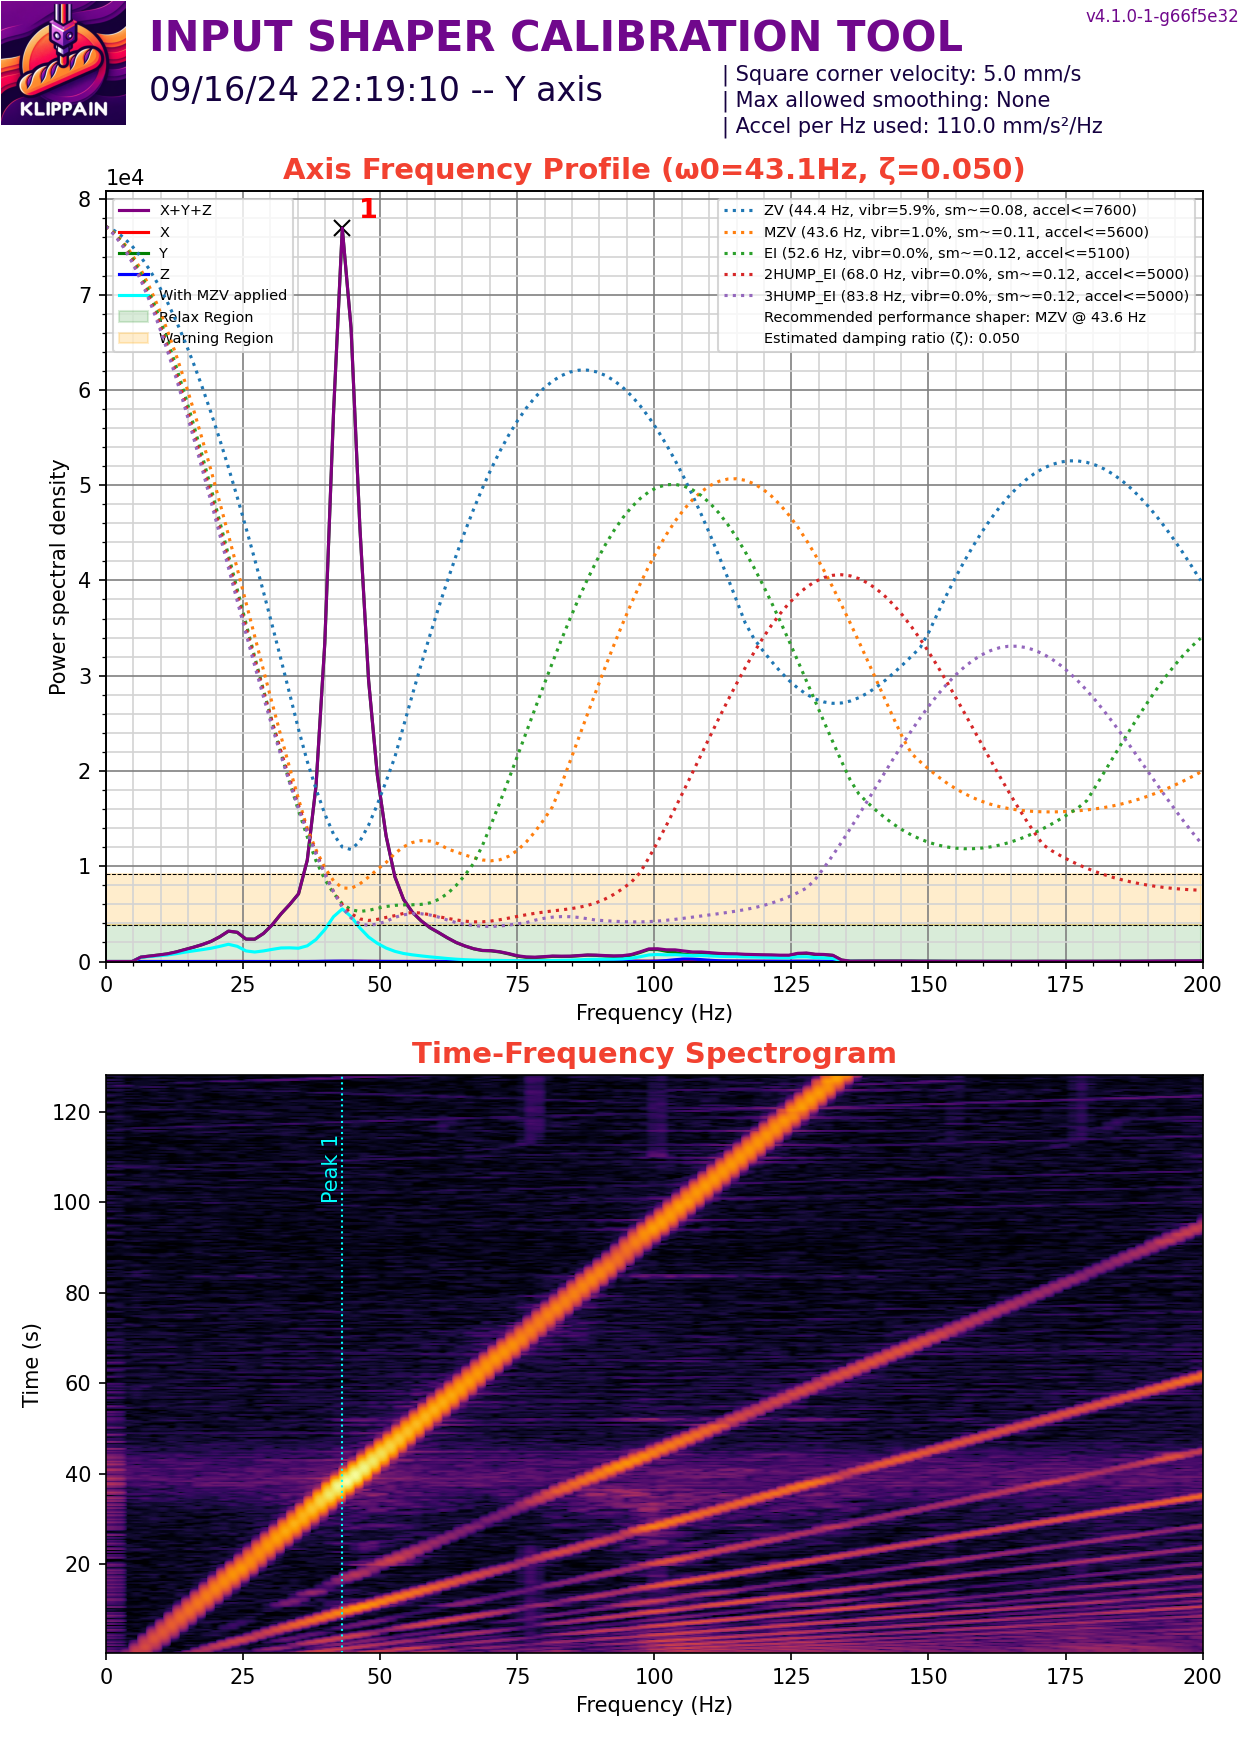 v4.1.0-1-g66f5e32
INPUT SHAPER CALIBRATION TOOL
09/16/24 22:19:10 -- Y axis
| Square corner velocity: 5.0 mm/s
| Max allowed smoothing: None
| Accel per Hz used: 110.0 mm/s²/Hz
KLIPPAIN
Axis Frequency Profile (ω0=43.1Hz, ζ=0.050)
1e4
1
X+Y+Z
X
Y
Z
With MZV applied
Relax Region
Warning Region
ZV (44.4 Hz, vibr=5.9%, sm~=0.08, accel<=7600)
MZV (43.6 Hz, vibr=1.0%, sm~=0.11, accel<=5600)
EI (52.6 Hz, vibr=0.0%, sm~=0.12, accel<=5100)
2HUMP_EI (68.0 Hz, vibr=0.0%, sm~=0.12, accel<=5000)
3HUMP_EI (83.8 Hz, vibr=0.0%, sm~=0.12, accel<=5000)
Recommended performance shaper: MZV @ 43.6 Hz
Estimated damping ratio (ζ): 0.050
8
7
6
5
4
3
2
1
0
Power spectral density
0 25 50 75 100 125 150 175 200
Frequency (Hz)
Time-Frequency Spectrogram
Peak 1
120
100
80
60
40
20
Time (s)
0 25 50 75 100 125 150 175 200
Frequency (Hz)